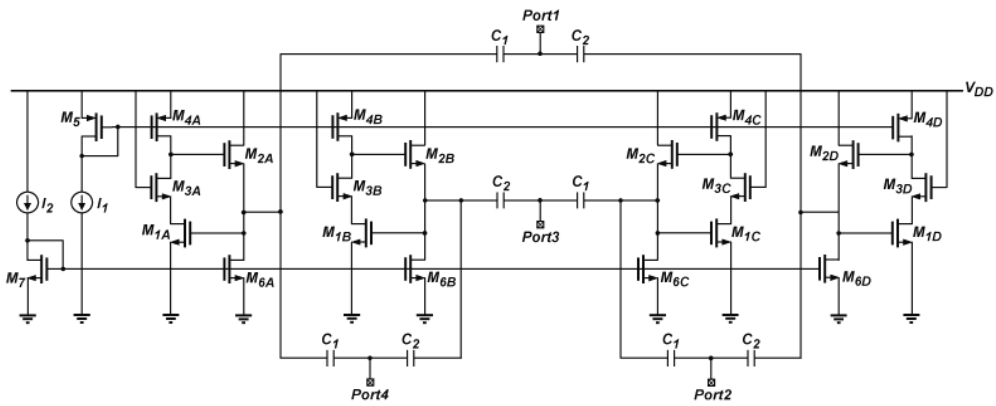 Port1
C1 C2
VDD
M5 M4A M4B M4C M4D
M2A M2B M2C M2D
M3A M3B M3C M3D
I2 I1 C2 C1
M1A M1B Port3 M1C M1D
M7 M6A M6B M6C M6D
C1 C2 C1 C2
Port4 Port2